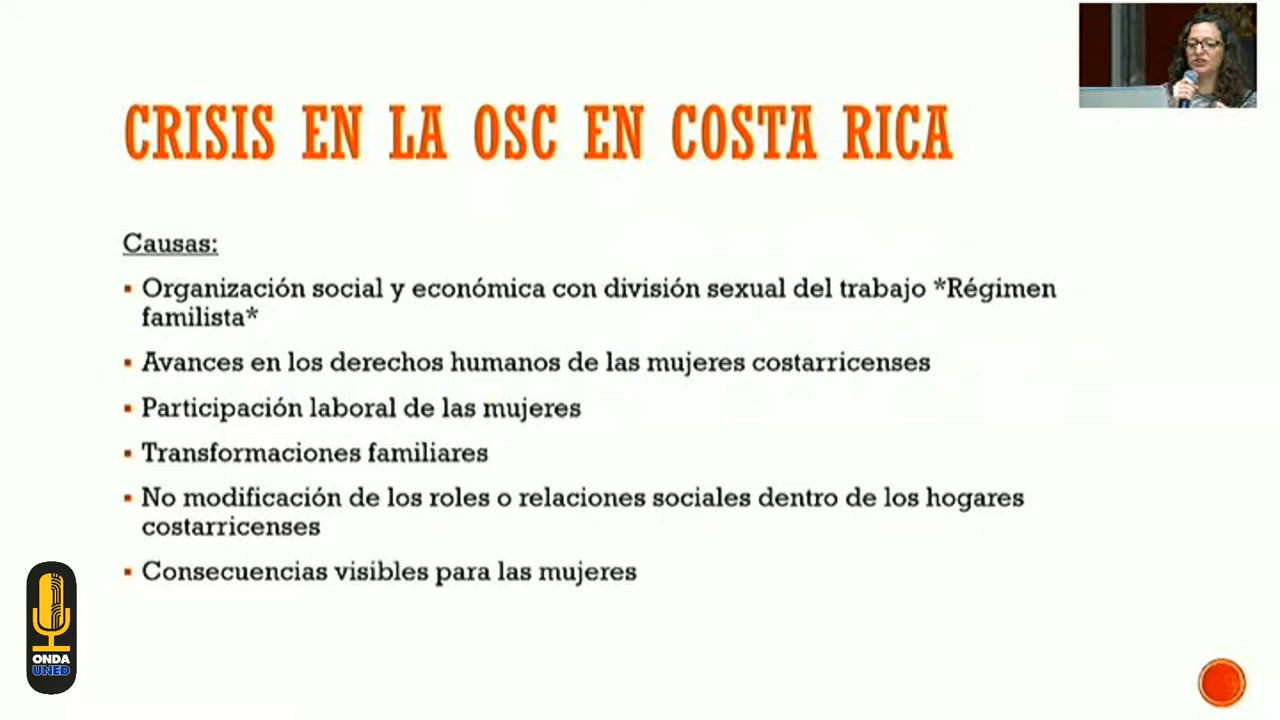 CRISIS EN LA OSC EN COSTA RICA
Causas:
▪ Organización social y económica con división sexual del trabajo *Régimen
familista*
▪ Avances en los derechos humanos de las mujeres costarricenses
▪ Participación laboral de las mujeres
▪ Transformaciones familiares
▪ No modificación de los roles o relaciones sociales dentro de los hogares
costarricenses
▪ Consecuencias visibles para las mujeres
ONDA
UNED